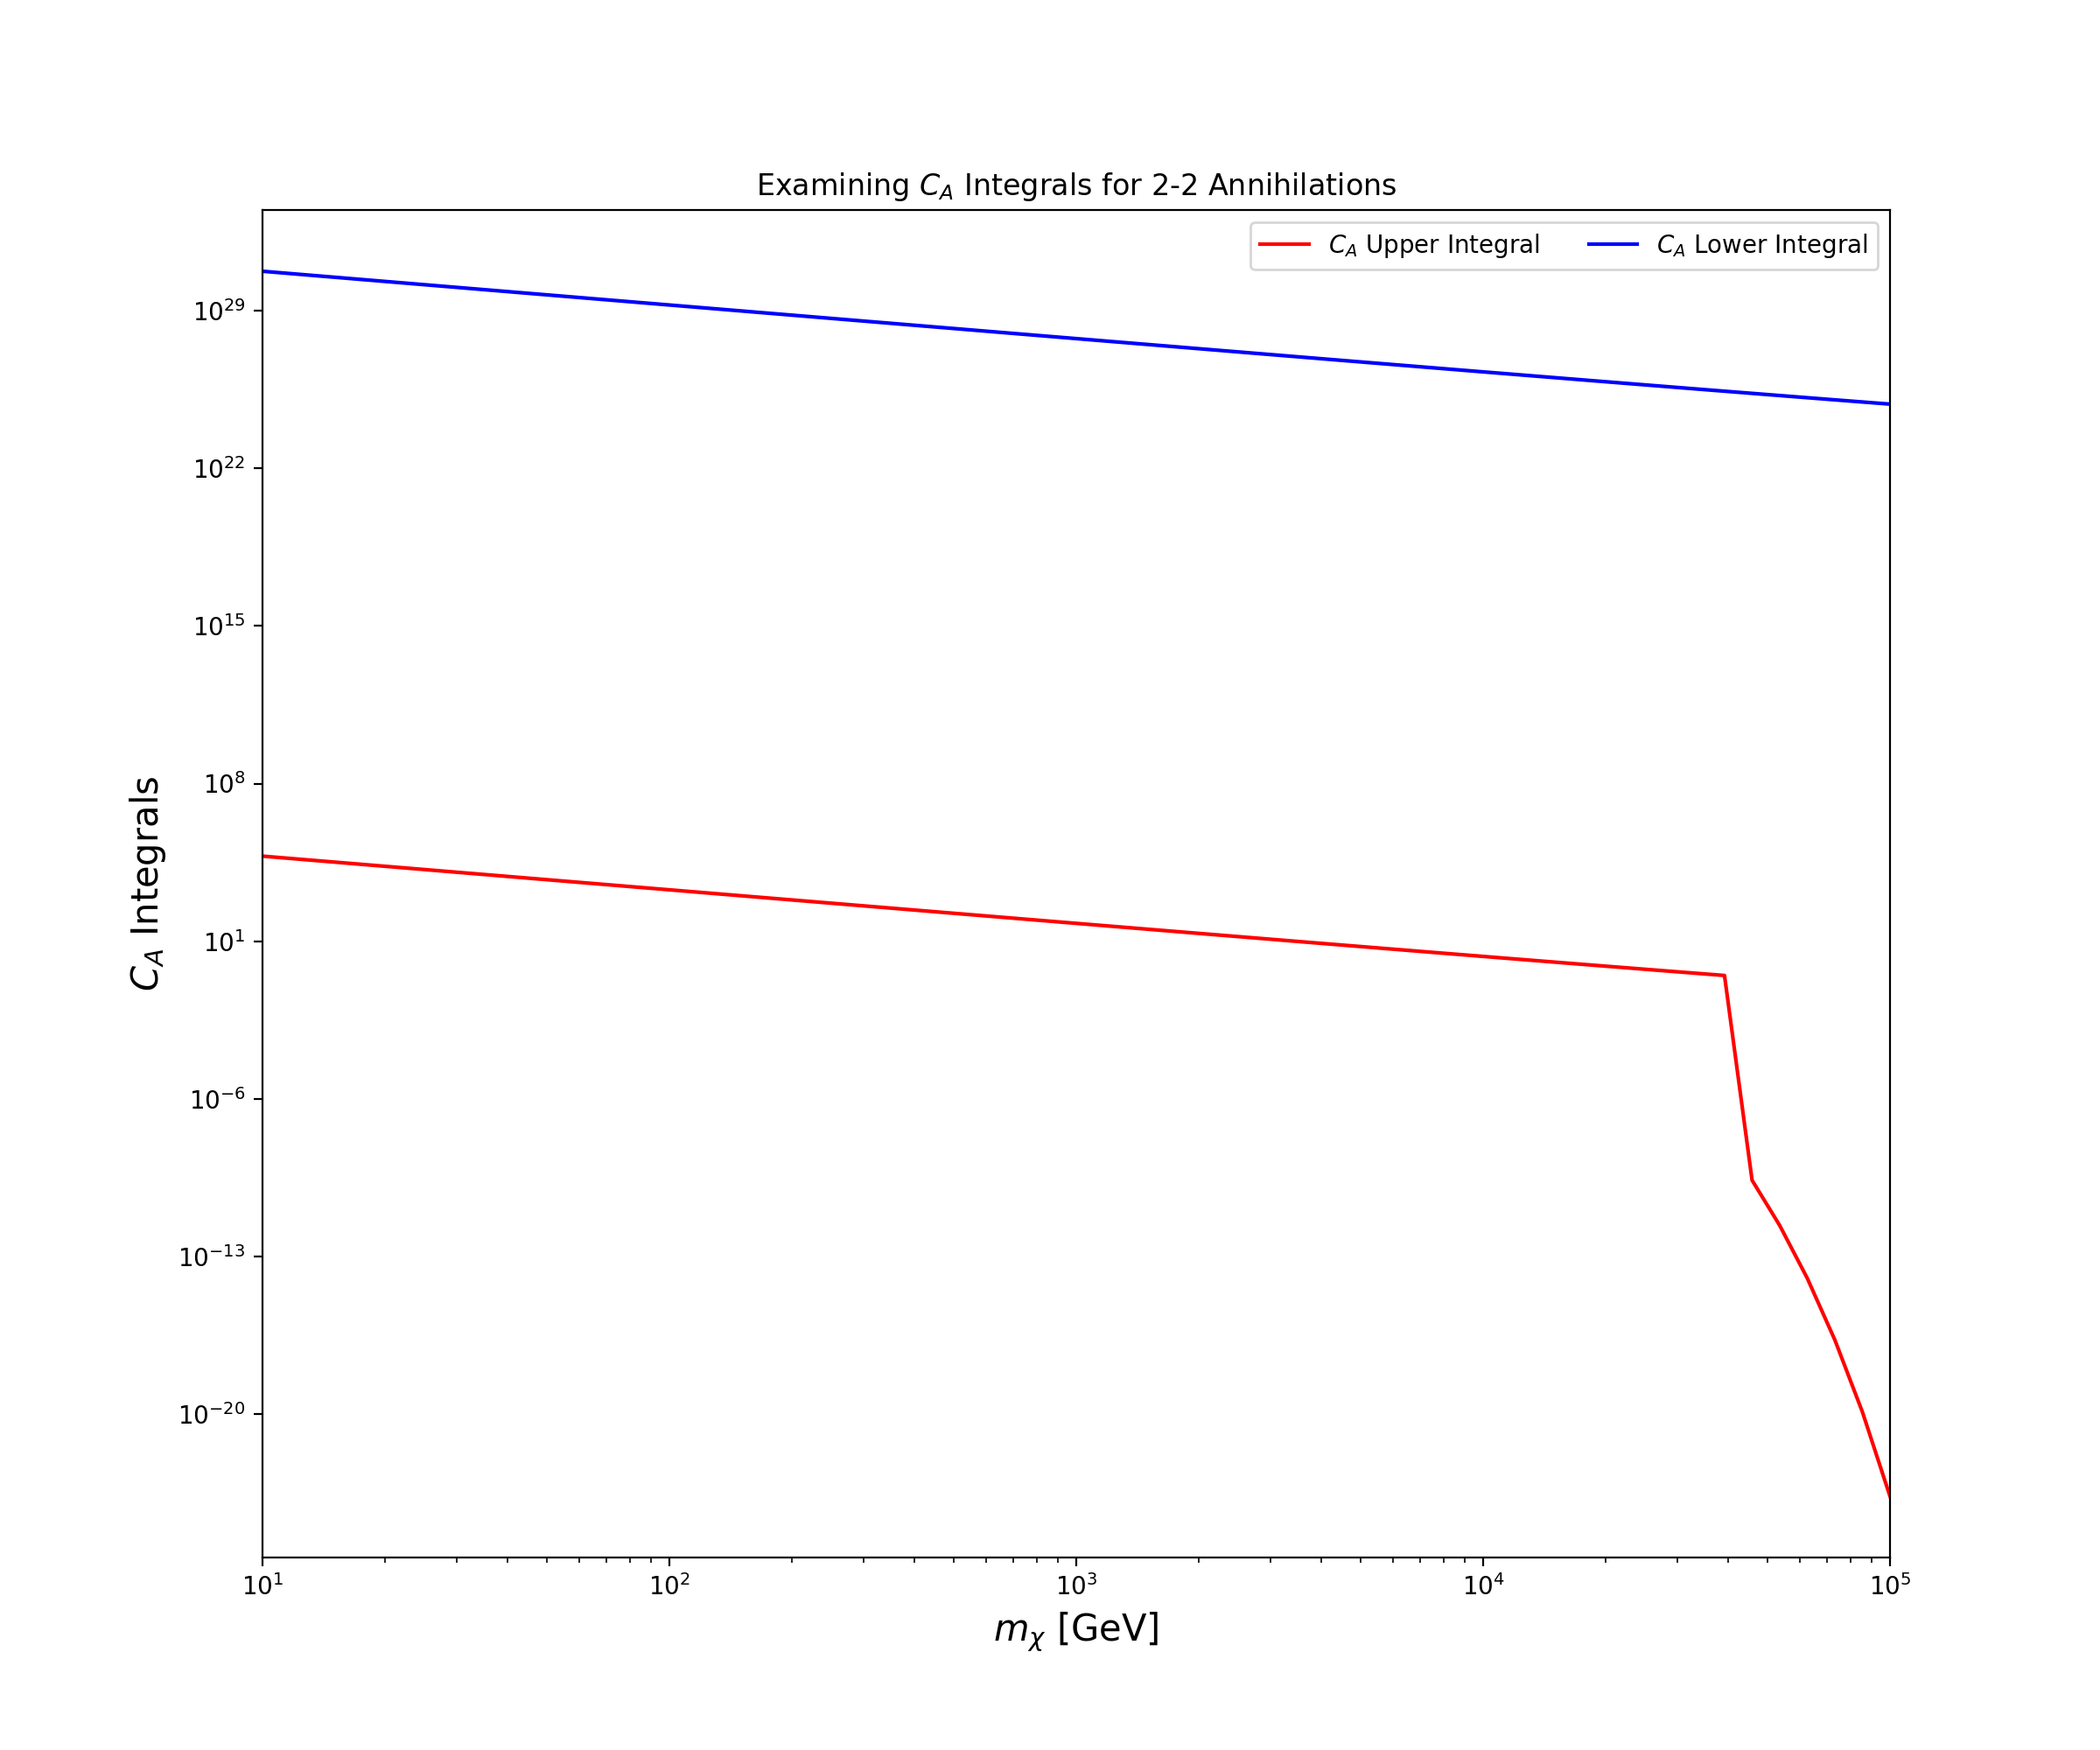 Examining C_A Integrals for 2-2 Annihilations
C_A Upper Integral C_A Lower Integral
10^29
10^22
10^15
10^8
10^1
10^−6
10^−13
10^−20
C_A Integrals
10^1 10^2 10^3 10^4 10^5
m_χ [GeV]